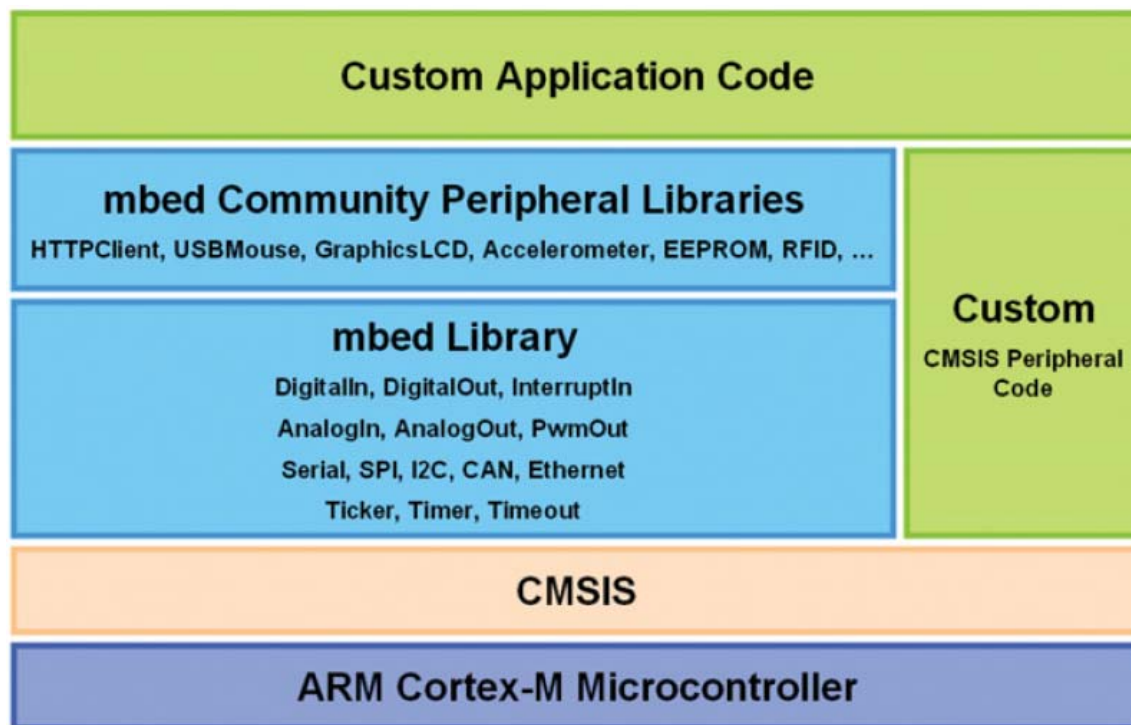 Custom Application Code
mbed Community Peripheral Libraries
HTTPClient, USBMouse, GraphicsLCD, Accelerometer, EEPROM, RFID, ...
mbed Library
DigitalIn, DigitalOut, InterruptIn
AnalogIn, AnalogOut, PwmOut
Serial, SPI, I2C, CAN, Ethernet
Ticker, Timer, Timeout
Custom
CMSIS Peripheral
Code
CMSIS
ARM Cortex-M Microcontroller